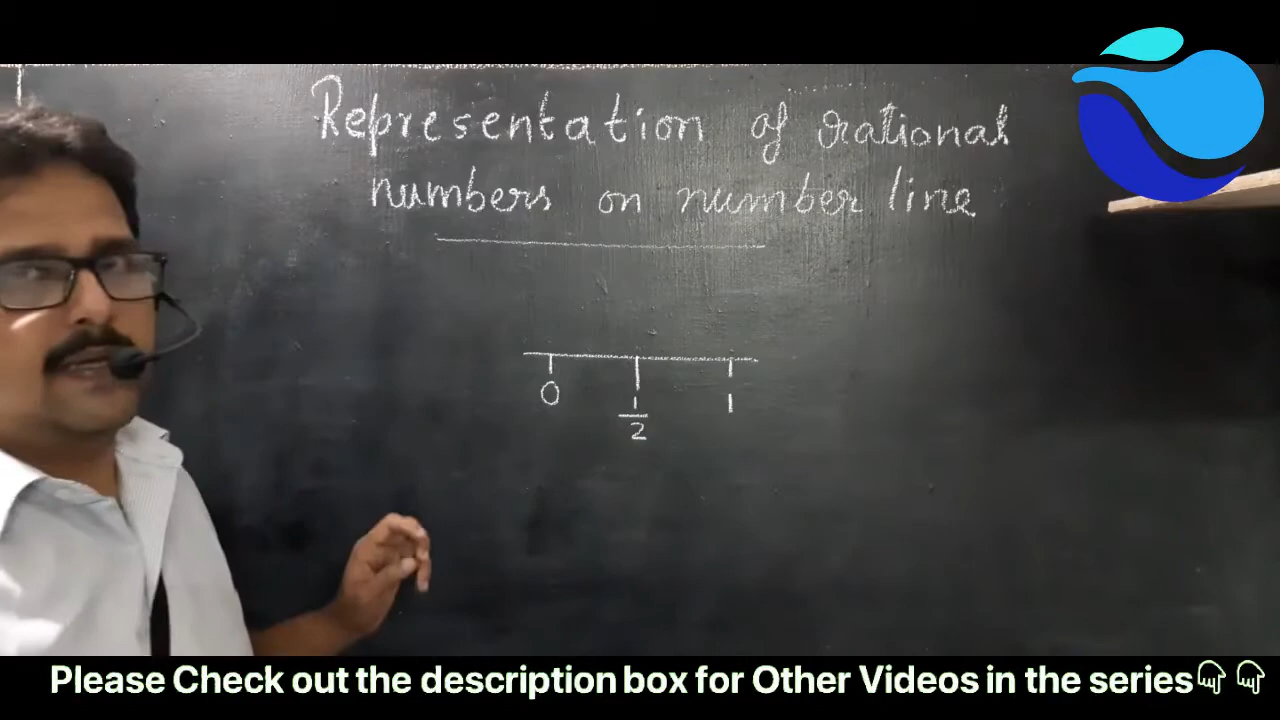 Representation of rational
numbers on number line
0 1/2 1
Please Check out the description box for Other Videos in the series👇👇